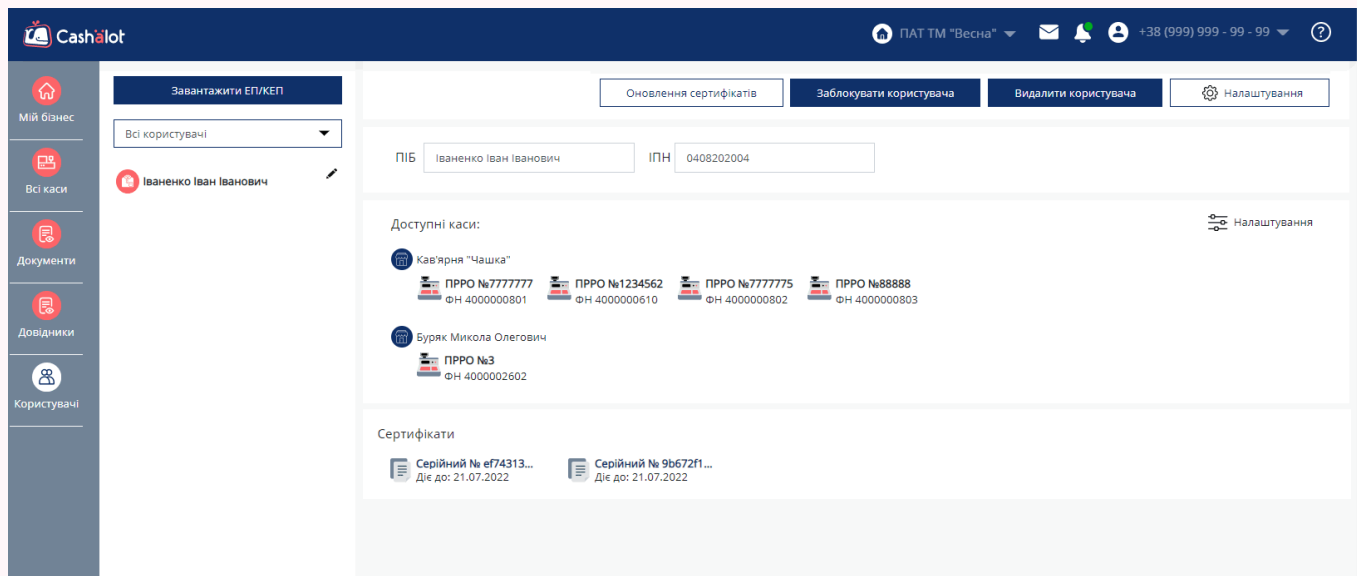 Cashälot
ПАТ ТМ "Весна"
+38 (999) 999 - 99 - 99
?
Мій бізнес
Всі каси
Документи
Довідники
Користувачі
Завантажити ЕП/КЕП
Всі користувачі
Іваненко Іван Іванович
Оновлення сертифікатів
Заблокувати користувача
Видалити користувача
Налаштування
ПІБ
Іваненко Іван Іванович
ІПН
0408202004
Доступні каси:
Налаштування
Кав'ярня "Чашка"
ПРРО №7777777
ФН 4000000801
ПРРО №1234562
ФН 4000000610
ПРРО №7777775
ФН 4000000802
ПРРО №88888
ФН 4000000803
Буряк Микола Олегович
ПРРО №3
ФН 4000002602
Сертифікати
Серійний № ef74313...
Діє до: 21.07.2022
Серійний № 9b672f1...
Діє до: 21.07.2022